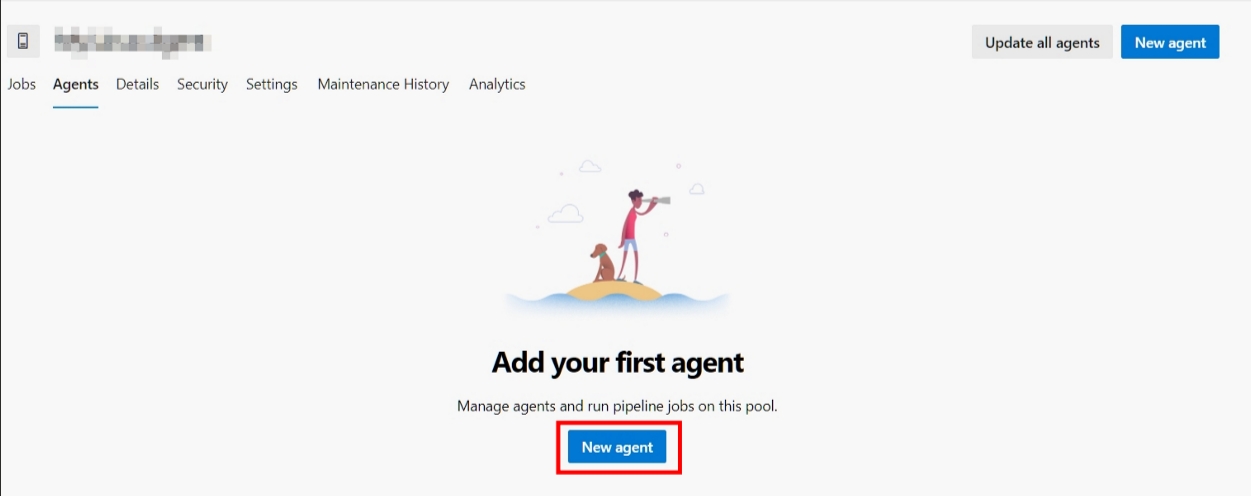 Update all agents New agent
Jobs Agents Details Security Settings Maintenance History Analytics
Add your first agent
Manage agents and run pipeline jobs on this pool.
New agent